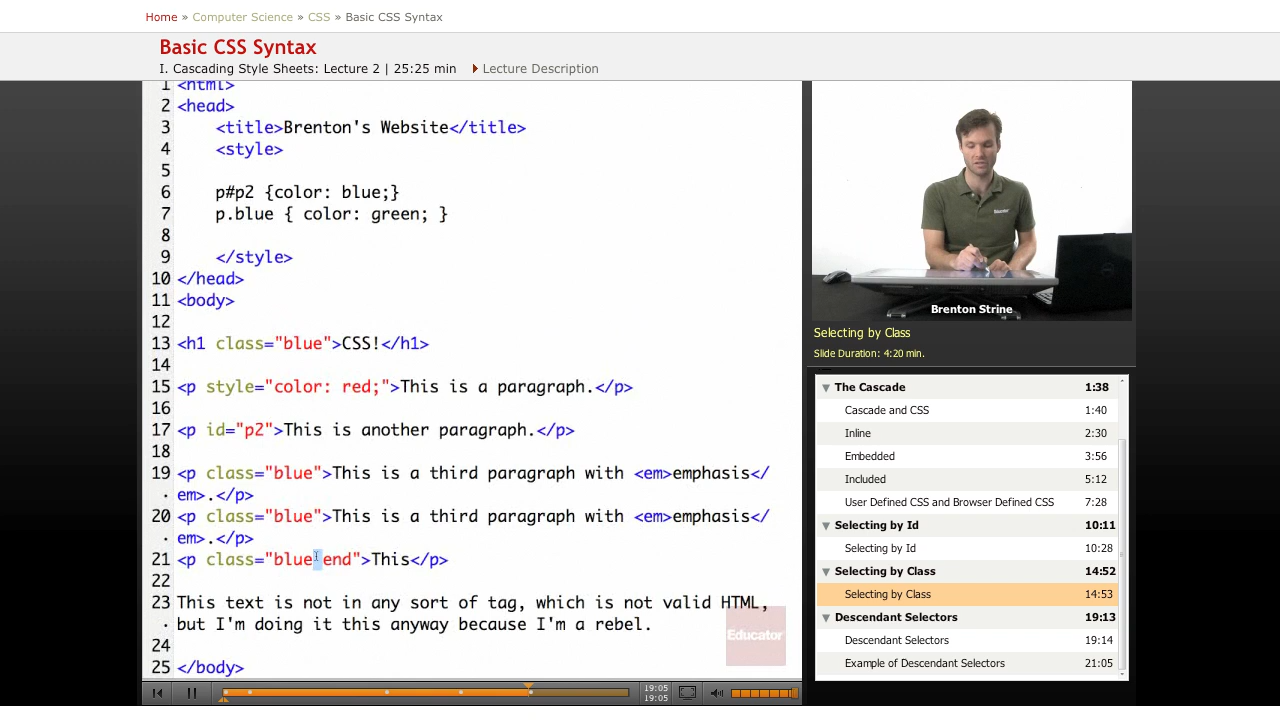 Home » Computer Science » CSS » Basic CSS Syntax
Basic CSS Syntax
I. Cascading Style Sheets: Lecture 2 | 25:25 min Lecture Description
1 <html>
2 <head>
3 <title>Brenton's Website</title>
4 <style>
5
6 p#p2 {color: blue;}
7 p.blue { color: green; }
8
9 </style>
10 </head>
11 <body>
12
13 <h1 class="blue">CSS!</h1>
14
15 <p style="color: red;">This is a paragraph.</p>
16
17 <p id="p2">This is another paragraph.</p>
18
19 <p class="blue">This is a third paragraph with <em>emphasis</
· em>.</p>
20 <p class="blue">This is a third paragraph with <em>emphasis</
· em>.</p>
21 <p class="blue end">This</p>
22
23 This text is not in any sort of tag, which is not valid HTML,
· but I'm doing it this anyway because I'm a rebel.
24
25 </body>
Educator
19:05
19:05
Brenton Strine
Selecting by Class
Slide Duration: 4:20 min.
The Cascade 1:38
Cascade and CSS 1:40
Inline 2:30
Embedded 3:56
Included 5:12
User Defined CSS and Browser Defined CSS 7:28
Selecting by Id 10:11
Selecting by Id 10:28
Selecting by Class 14:52
Selecting by Class 14:53
Descendant Selectors 19:13
Descendant Selectors 19:14
Example of Descendant Selectors 21:05